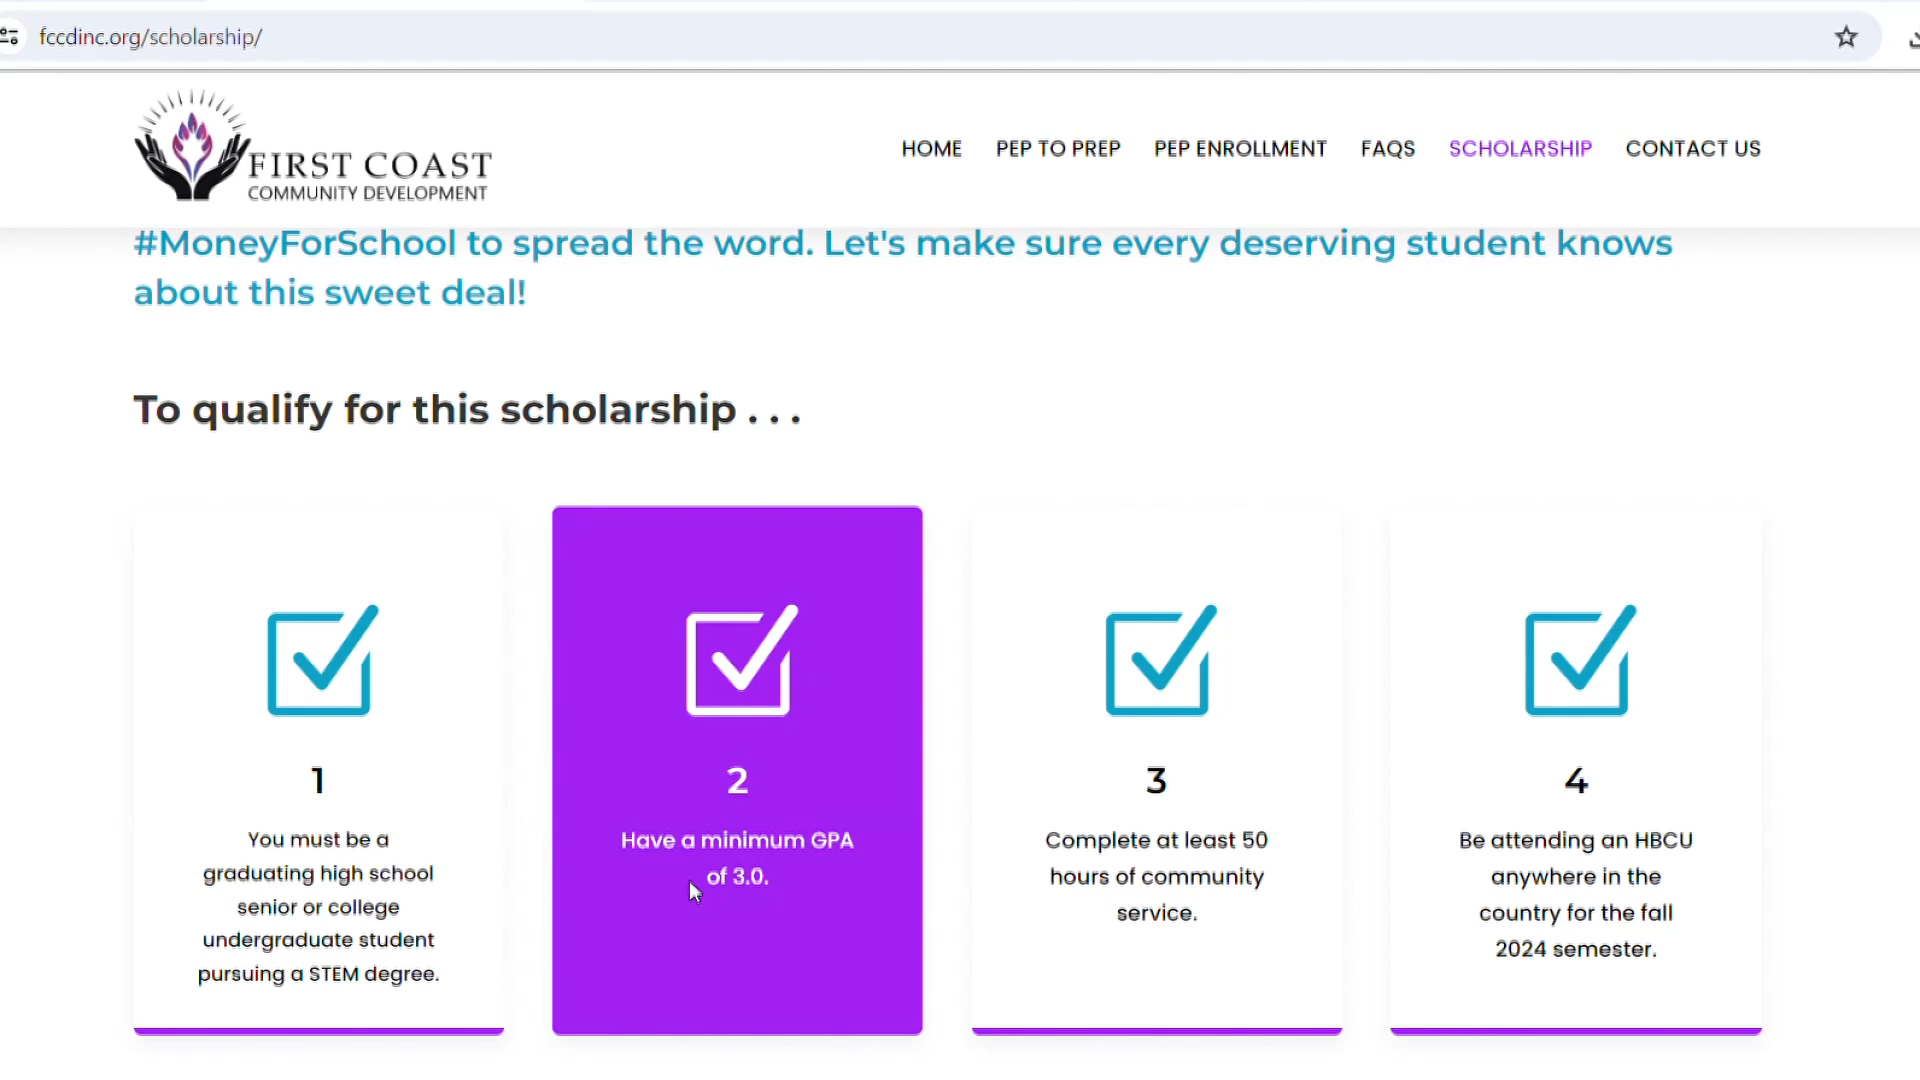 fccdinc.org/scholarship/
FIRST COAST
COMMUNITY DEVELOPMENT
HOME PEP TO PREP PEP ENROLLMENT FAQS SCHOLARSHIP CONTACT US
#MoneyForSchool to spread the word. Let's make sure every deserving student knows
about this sweet deal!
To qualify for this scholarship . . .
1
You must be a
graduating high school
senior or college
undergraduate student
pursuing a STEM degree.
2
Have a minimum GPA
of 3.0.
3
Complete at least 50
hours of community
service.
4
Be attending an HBCU
anywhere in the
country for the fall
2024 semester.